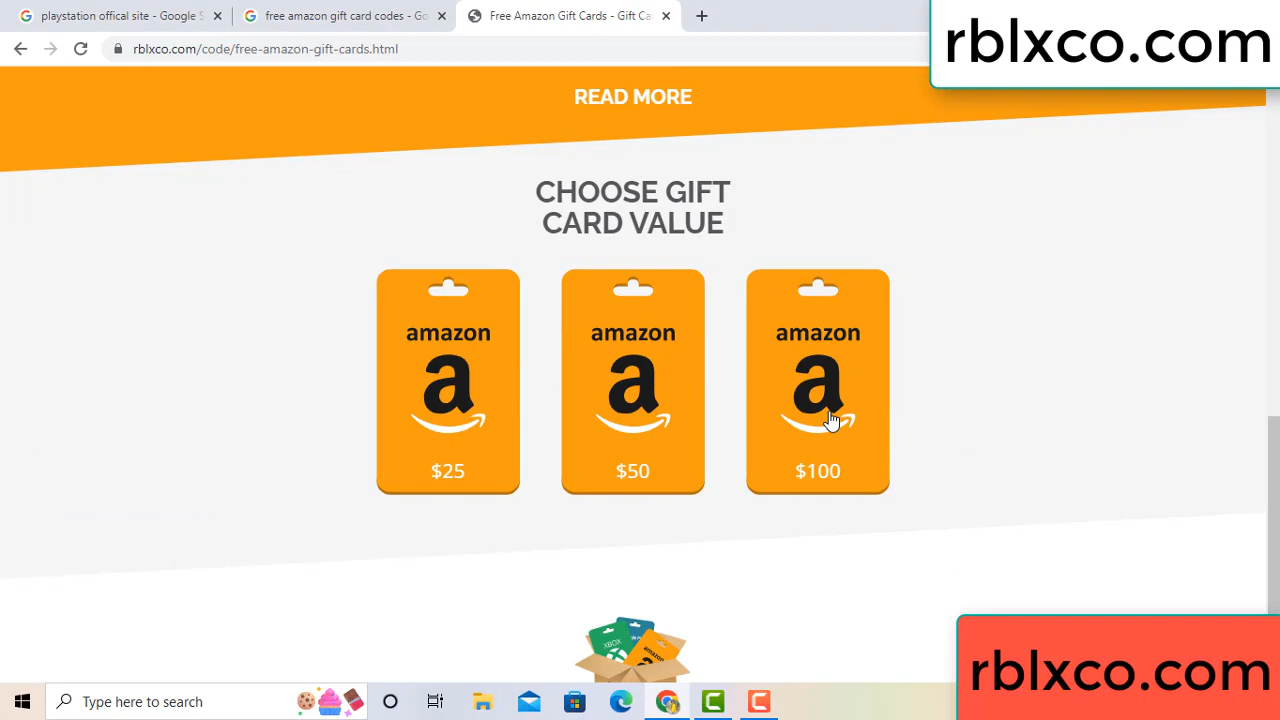 playstation offical site - Google S
free amazon gift card codes - Go
Free Amazon Gift Cards - Gift Ca
rblxco.com/code/free-amazon-gift-cards.html
rblxco.com
READ MORE
CHOOSE GIFT
CARD VALUE
amazon amazon amazon
a a a
$25 $50 $100
XBOX
amazon
rblxco.com
Type here to search